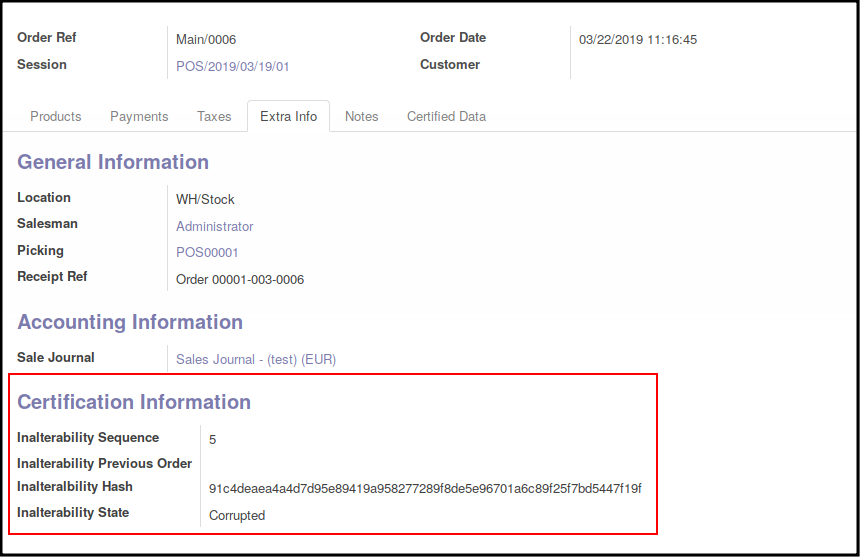 Order Ref Main/0006 Order Date 03/22/2019 11:16:45
Session POS/2019/03/19/01 Customer
Products Payments Taxes Extra Info Notes Certified Data
General Information
Location WH/Stock
Salesman Administrator
Picking POS00001
Receipt Ref Order 00001-003-0006
Accounting Information
Sale Journal Sales Journal - (test) (EUR)
Certification Information
Inalterability Sequence 5
Inalterability Previous Order
Inalteralbility Hash 91c4deaea4a4d7d95e89419a958277289f8de5e96701a6c89f25f7bd5447f19f
Inalterability State Corrupted